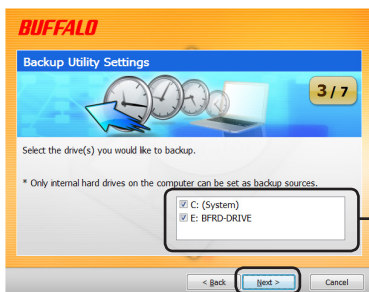 BUFFALO
Backup Utility Settings
3 / 7
Select the drive(s) you would like to backup.
* Only internal hard drives on the computer can be set as backup sources.
C: (System)
E: BFRD-DRIVE
< Back Next > Cancel